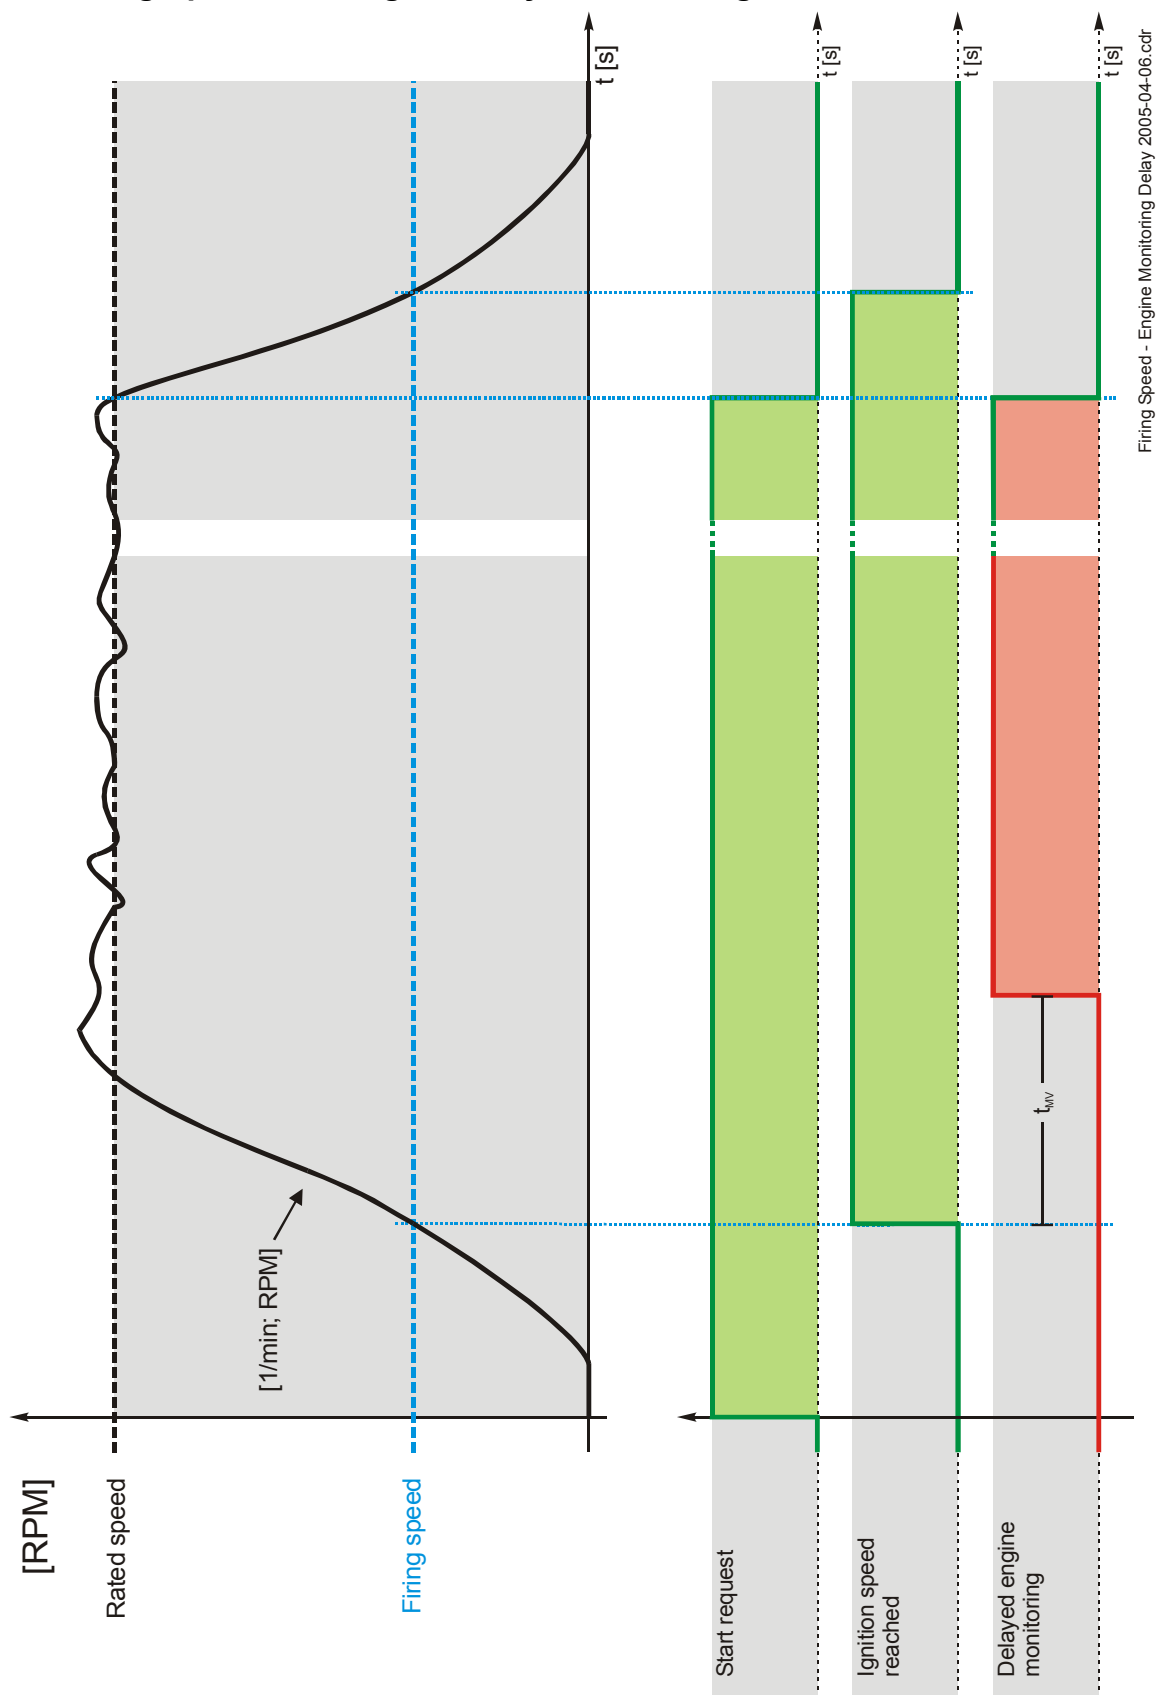 [RPM]
Rated speed
Firing speed
[1/min; RPM]
t [s]
Start request
t [s]
Ignition speed
reached
t [s]
Delayed engine
monitoring
tMV
t [s]
Firing Speed - Engine Monitoring Delay 2005-04-06.cdr